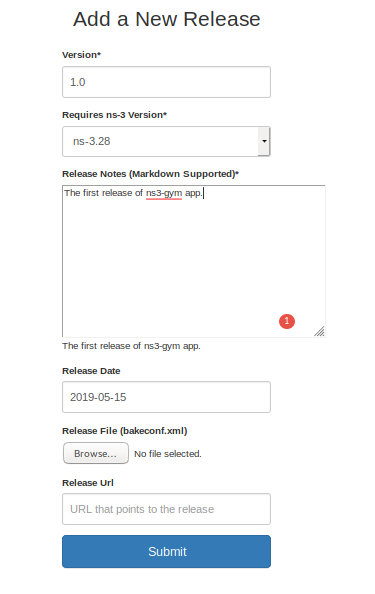 Add a New Release
Version*
1.0
Requires ns-3 Version*
ns-3.28
Release Notes (Markdown Supported)*
The first release of ns3-gym app.
1
The first release of ns3-gym app.
Release Date
2019-05-15
Release File (bakeconf.xml)
Browse... No file selected.
Release Url
URL that points to the release
Submit